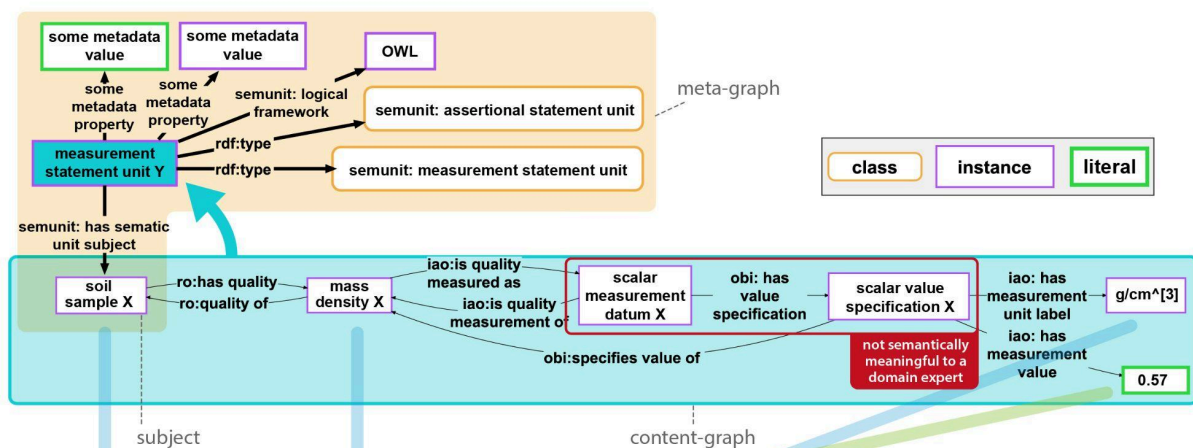 some metadata
value
some metadata
value
OWL
some
metadata
property
some
metadata
property
semunit: logical
framework
semunit: assertional statement unit
meta-graph
rdf:type
measurement
statement unit Y
rdf:type
semunit: measurement statement unit
class
instance
literal
semunit: has sematic
unit subject
soil
sample X
ro:has quality
ro:quality of
mass
density X
iao:is quality
measured as
iao:is quality
measurement of
scalar
measurement
datum X
obi: has
value
specification
scalar value
specification X
iao: has
measurement
unit label
g/cm^[3]
obi:specifies value of
not semantically
meaningful to a
domain expert
iao: has
measurement
value
0.57
subject
content-graph